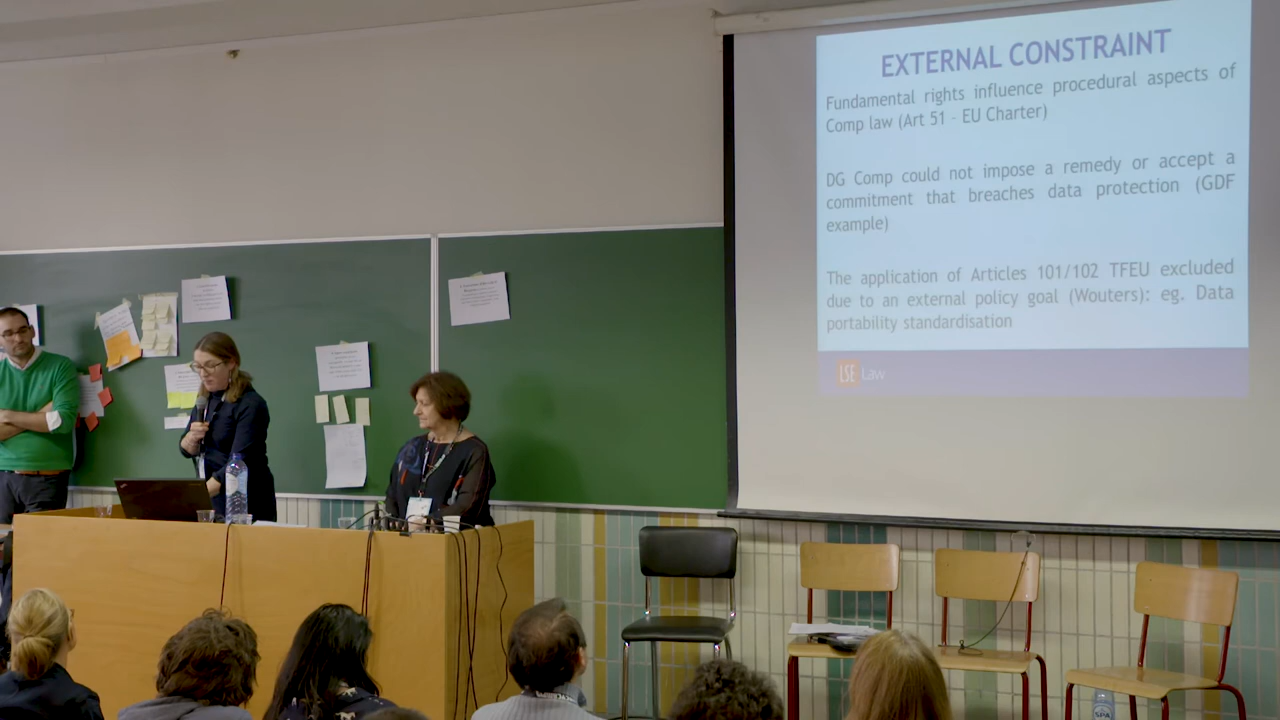 EXTERNAL CONSTRAINT
Fundamental rights influence procedural aspects of
Comp law (Art 51 - EU Charter)
DG Comp could not impose a remedy or accept a
commitment that breaches data protection (GDF
example)
The application of Articles 101/102 TFEU excluded
due to an external policy goal (Wouters): eg. Data
portability standardisation
LSE Law
SPA